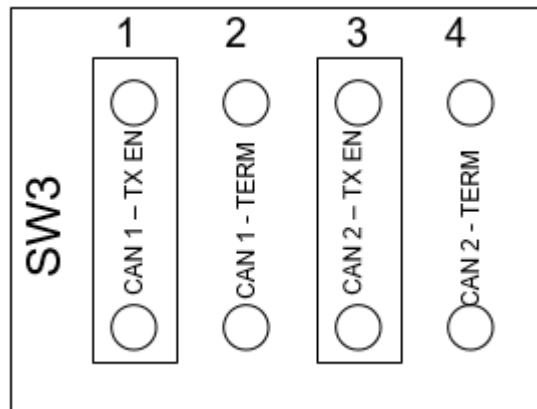 1 2 3 4
SW3
CAN 1 – TX EN
CAN 1 - TERM
CAN 2 – TX EN
CAN 2 - TERM